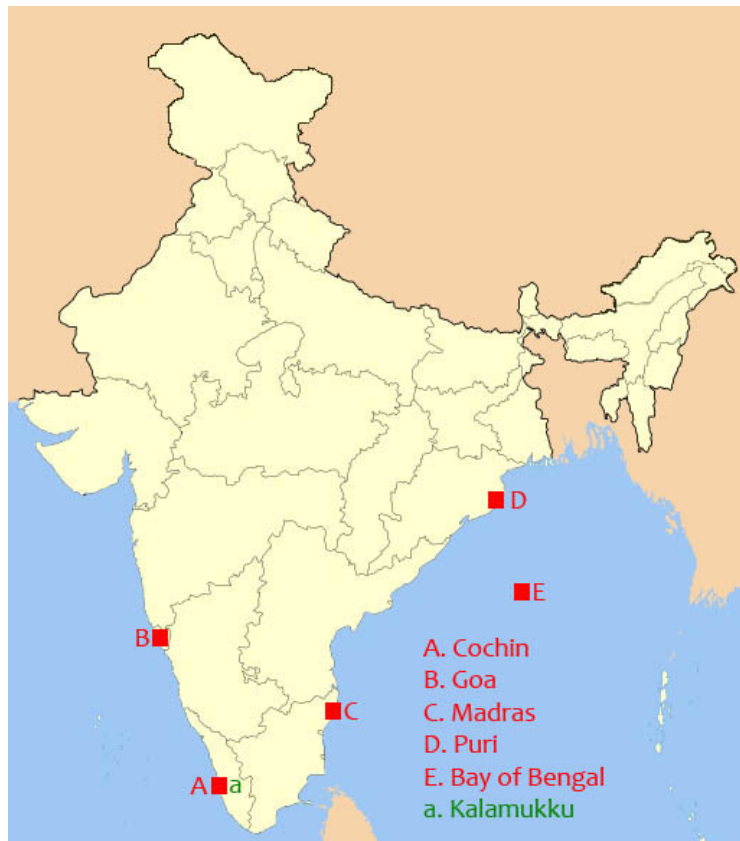 D
E
B
A. Cochin
B. Goa
C
C. Madras
D. Puri
A a
E. Bay of Bengal
a. Kalamukku